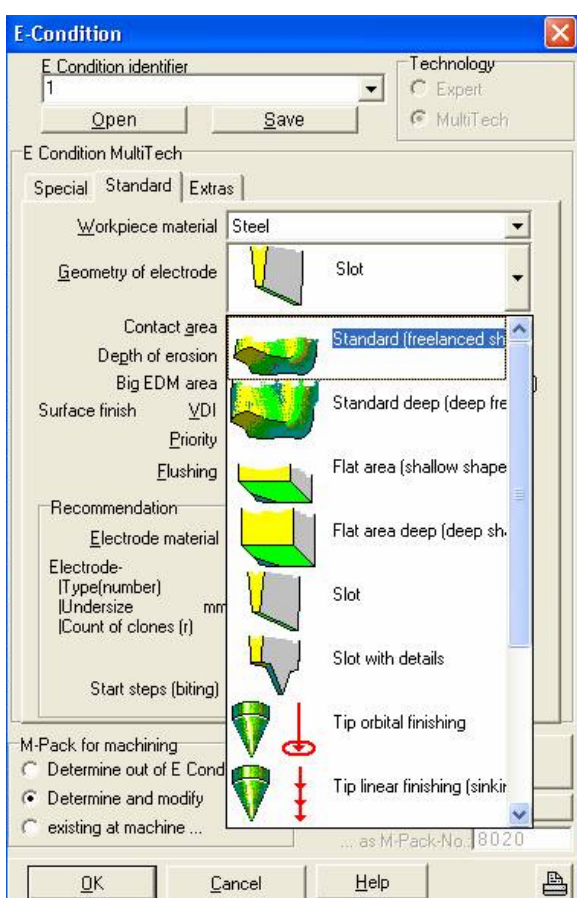 E-Condition
E Condition identifier
Technology
1
Expert
Open Save
MultiTech
E Condition MultiTech
Special Standard Extras
Workpiece material Steel
Geometry of electrode Slot
Contact area
Depth of erosion
Big EDM area
Surface finish VDI
Priority
Flushing
Standard (freelanced sh
Standard deep (deep fre
Flat area (shallow shape
Flat area deep (deep sh
Slot
Slot with details
Tip orbital finishing
Tip linear finishing (sinkir
Recommendation
Electrode material
Electrode-
|Type(number)
|Undersize mm
|Count of clones (r)
Start steps (biting)
M-Pack for machining
Determine out of E Cond
Determine and modify
existing at machine ...
... as M-Pack-No.: 8020
OK Cancel Help